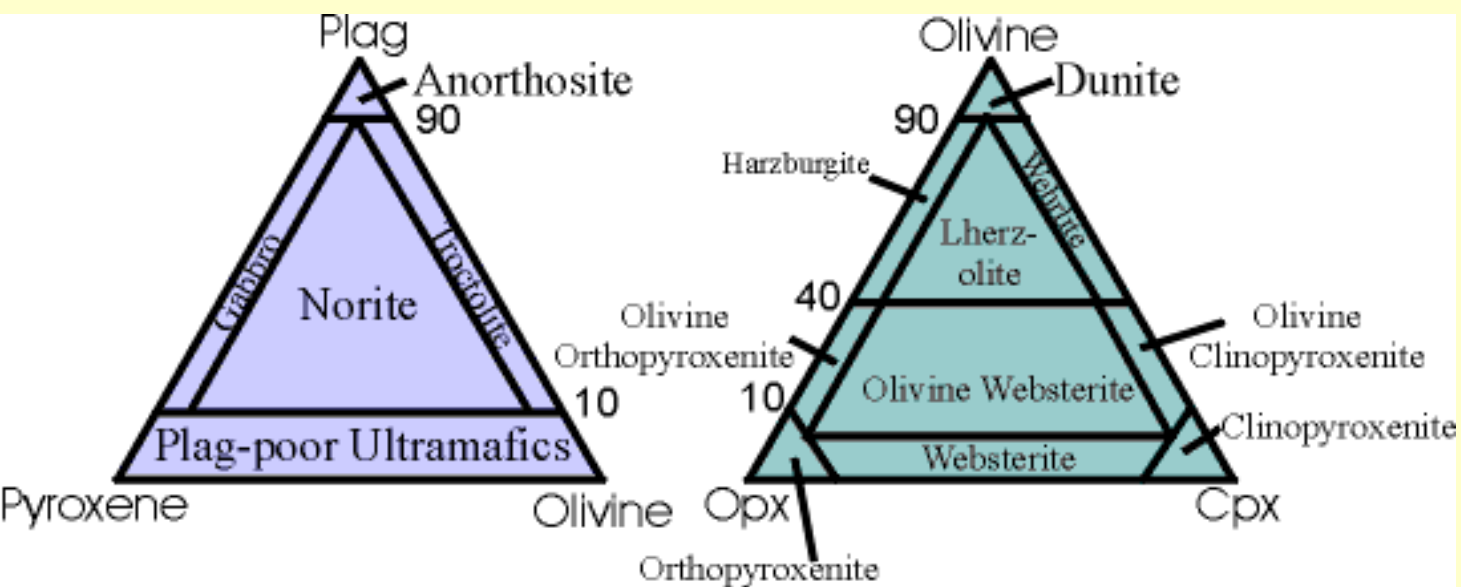 Plag
Anorthosite
90
Gabbro
Troctolite
Norite
10
Plag-poor Ultramafics
Pyroxene
Olivine
Olivine
Dunite
90
Harzburgite
Wehrlite
Lherz-
olite
40
Olivine
Orthopyroxenite
Olivine
Clinopyroxenite
10
Olivine Websterite
Clinopyroxenite
Websterite
Opx
Cpx
Orthopyroxenite